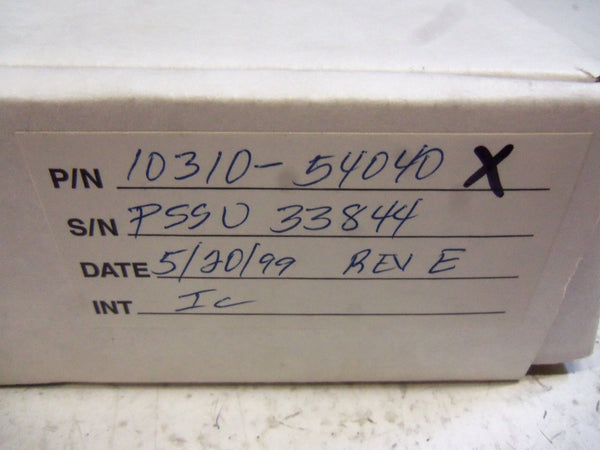 P/N 10310-54040 X
S/N PSSU 33844
DATE 5/20/99 REV E
INT IC